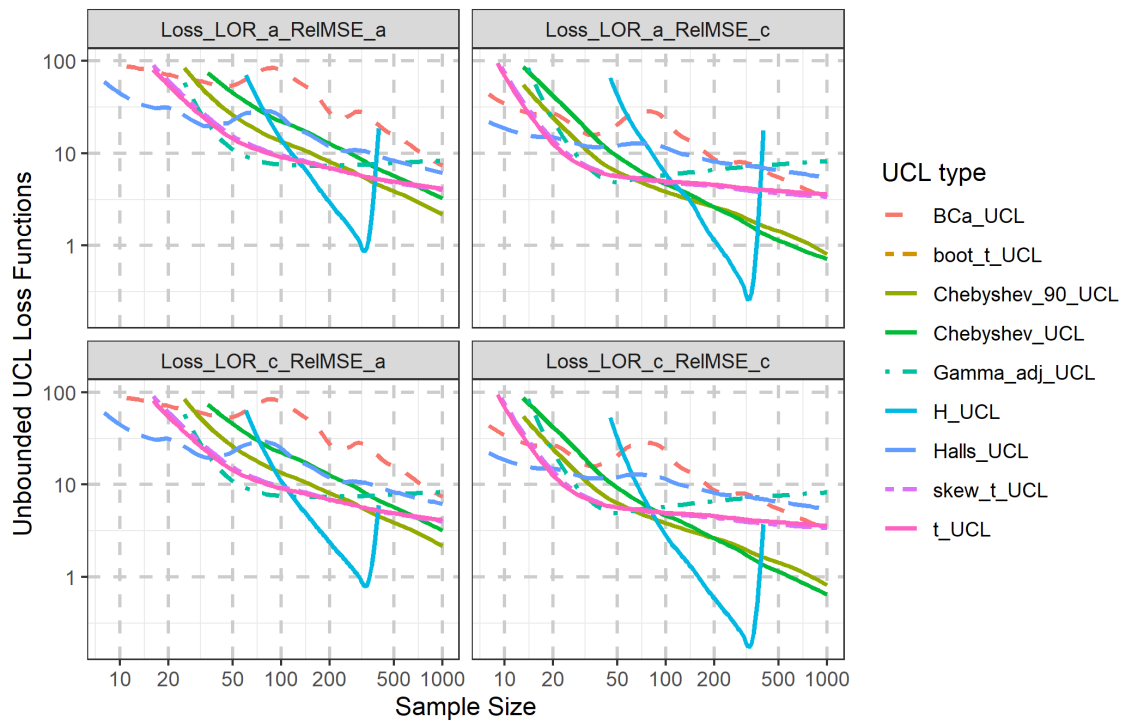 Loss_LOR_a_RelMSE_a
Loss_LOR_a_RelMSE_c
100
10
1
Loss_LOR_c_RelMSE_a
Loss_LOR_c_RelMSE_c
100
10
1
10 20 50 100 200 500 1000
10 20 50 100 200 500 1000
Sample Size
Unbounded UCL Loss Functions
UCL type
BCa_UCL
boot_t_UCL
Chebyshev_90_UCL
Chebyshev_UCL
Gamma_adj_UCL
H_UCL
Halls_UCL
skew_t_UCL
t_UCL